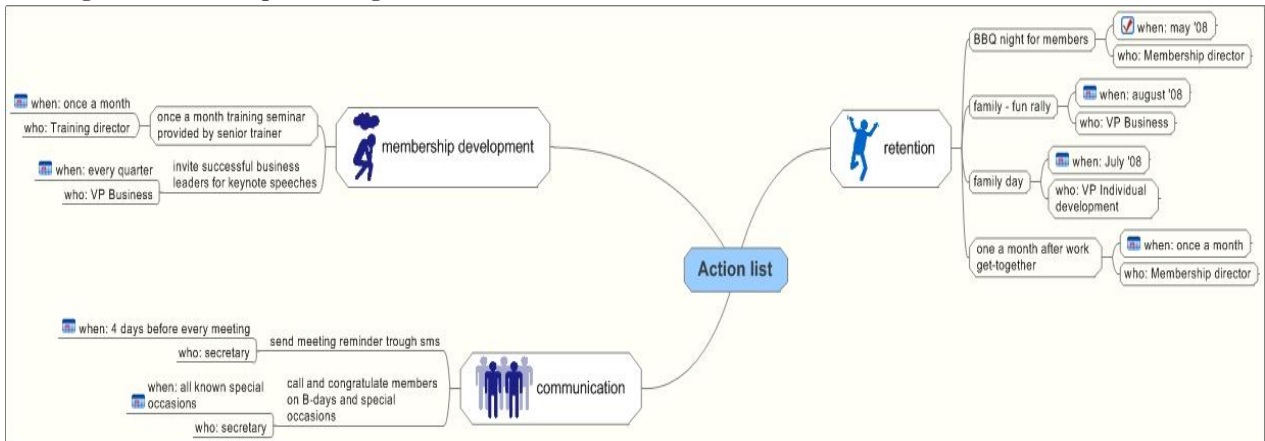 Action list
membership development
once a month training seminar
provided by senior trainer
when: once a month
who: Training director
invite successful business
leaders for keynote speeches
when: every quarter
who: VP Business
communication
send meeting reminder trough sms
when: 4 days before every meeting
who: secretary
call and congratulate members
on B-days and special
occasions
when: all known special
occasions
who: secretary
retention
BBQ night for members
when: may '08
who: Membership director
family - fun rally
when: august '08
who: VP Business
family day
when: July '08
who: VP Individual
development
one a month after work
get-together
when: once a month
who: Membership director